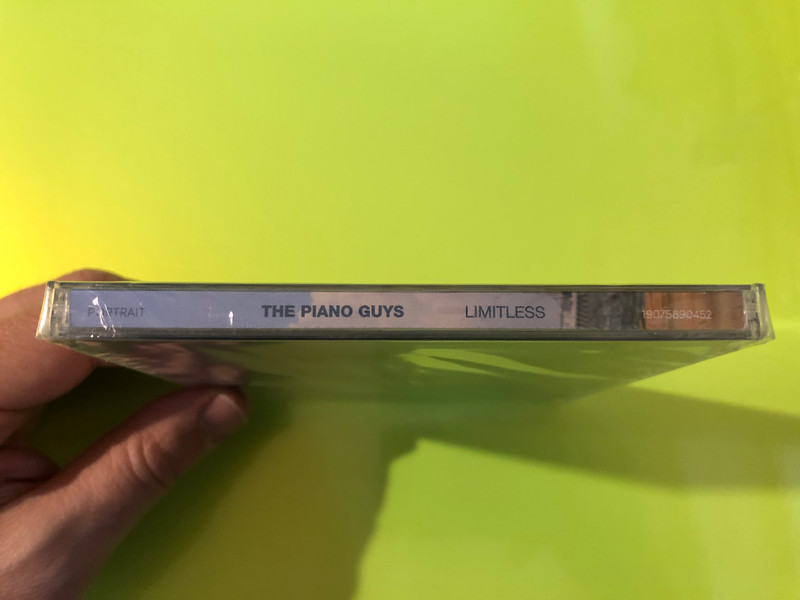 PORTRAIT THE PIANO GUYS LIMITLESS 19075890452